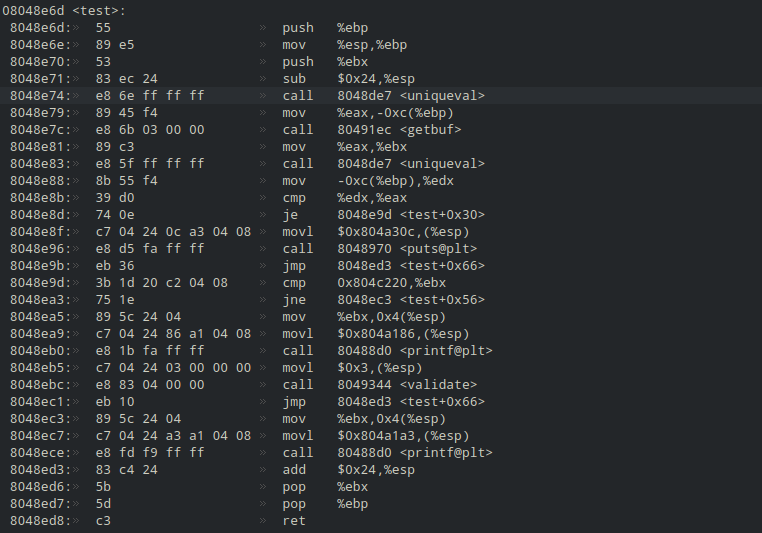 08048e6d <test>:
8048e6d:» 55 » push %ebp
8048e6e:» 89 e5 » mov %esp,%ebp
8048e70:» 53 » push %ebx
8048e71:» 83 ec 24 » sub $0x24,%esp
8048e74:» e8 6e ff ff ff » call 8048de7 <uniqueval>
8048e79:» 89 45 f4 » mov %eax,-0xc(%ebp)
8048e7c:» e8 6b 03 00 00 » call 80491ec <getbuf>
8048e81:» 89 c3 » mov %eax,%ebx
8048e83:» e8 5f ff ff ff » call 8048de7 <uniqueval>
8048e88:» 8b 55 f4 » mov -0xc(%ebp),%edx
8048e8b:» 39 d0 » cmp %edx,%eax
8048e8d:» 74 0e » je 8048e9d <test+0x30>
8048e8f:» c7 04 24 0c a3 04 08 » movl $0x804a30c,(%esp)
8048e96:» e8 d5 fa ff ff » call 8048970 <puts@plt>
8048e9b:» eb 36 » jmp 8048ed3 <test+0x66>
8048e9d:» 3b 1d 20 c2 04 08 » cmp 0x804c220,%ebx
8048ea3:» 75 1e » jne 8048ec3 <test+0x56>
8048ea5:» 89 5c 24 04 » mov %ebx,0x4(%esp)
8048ea9:» c7 04 24 86 a1 04 08 » movl $0x804a186,(%esp)
8048eb0:» e8 1b fa ff ff » call 80488d0 <printf@plt>
8048eb5:» c7 04 24 03 00 00 00 » movl $0x3,(%esp)
8048ebc:» e8 83 04 00 00 » call 8049344 <validate>
8048ec1:» eb 10 » jmp 8048ed3 <test+0x66>
8048ec3:» 89 5c 24 04 » mov %ebx,0x4(%esp)
8048ec7:» c7 04 24 a3 a1 04 08 » movl $0x804a1a3,(%esp)
8048ece:» e8 fd f9 ff ff » call 80488d0 <printf@plt>
8048ed3:» 83 c4 24 » add $0x24,%esp
8048ed6:» 5b » pop %ebx
8048ed7:» 5d » pop %ebp
8048ed8:» c3 » ret